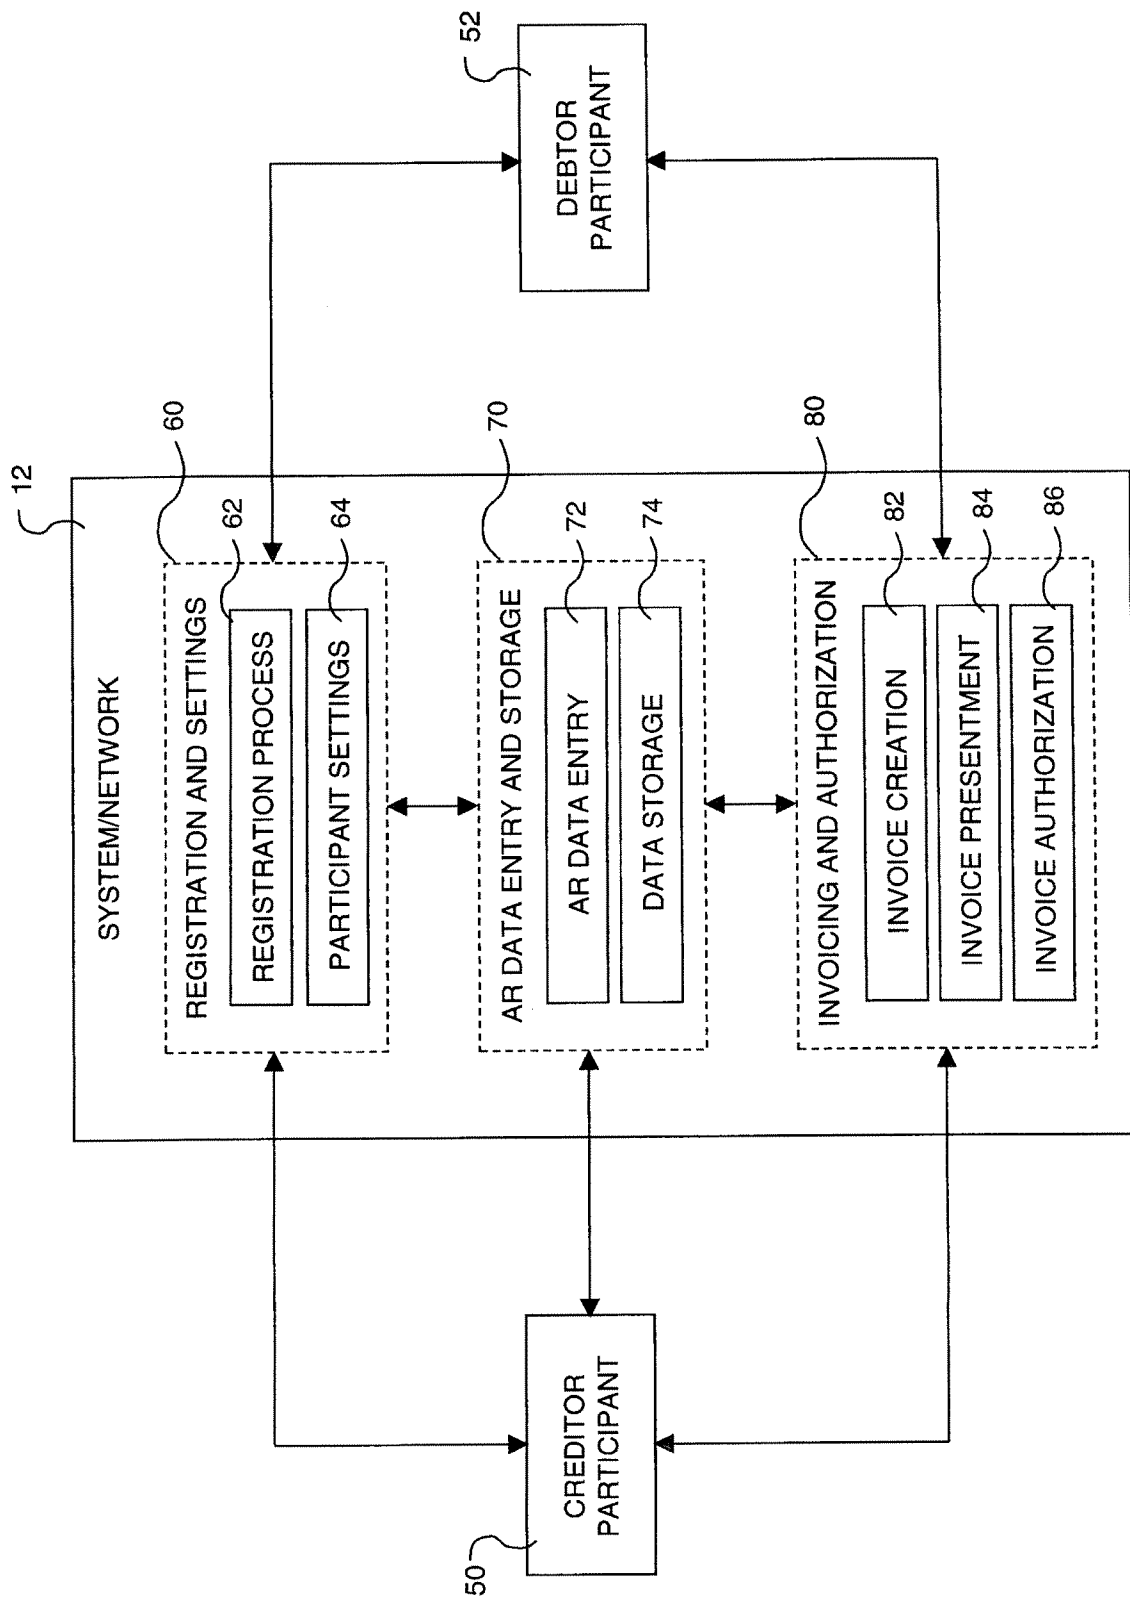 12
SYSTEM/NETWORK
60
REGISTRATION AND SETTINGS
62
REGISTRATION PROCESS
64
PARTICIPANT SETTINGS
50
CREDITOR
PARTICIPANT
70
AR DATA ENTRY AND STORAGE
72
AR DATA ENTRY
74
DATA STORAGE
52
DEBTOR
PARTICIPANT
80
INVOICING AND AUTHORIZATION
82
INVOICE CREATION
84
INVOICE PRESENTMENT
86
INVOICE AUTHORIZATION